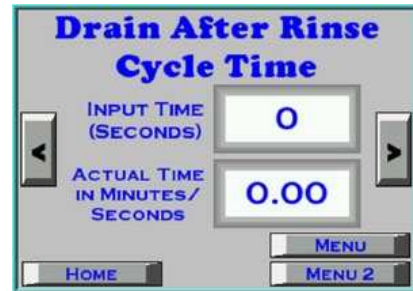 Drain After Rinse
Cycle Time
INPUT TIME
(SECONDS)
0
<
>
ACTUAL TIME
IN MINUTES/
SECONDS
0.00
MENU
HOME
MENU 2